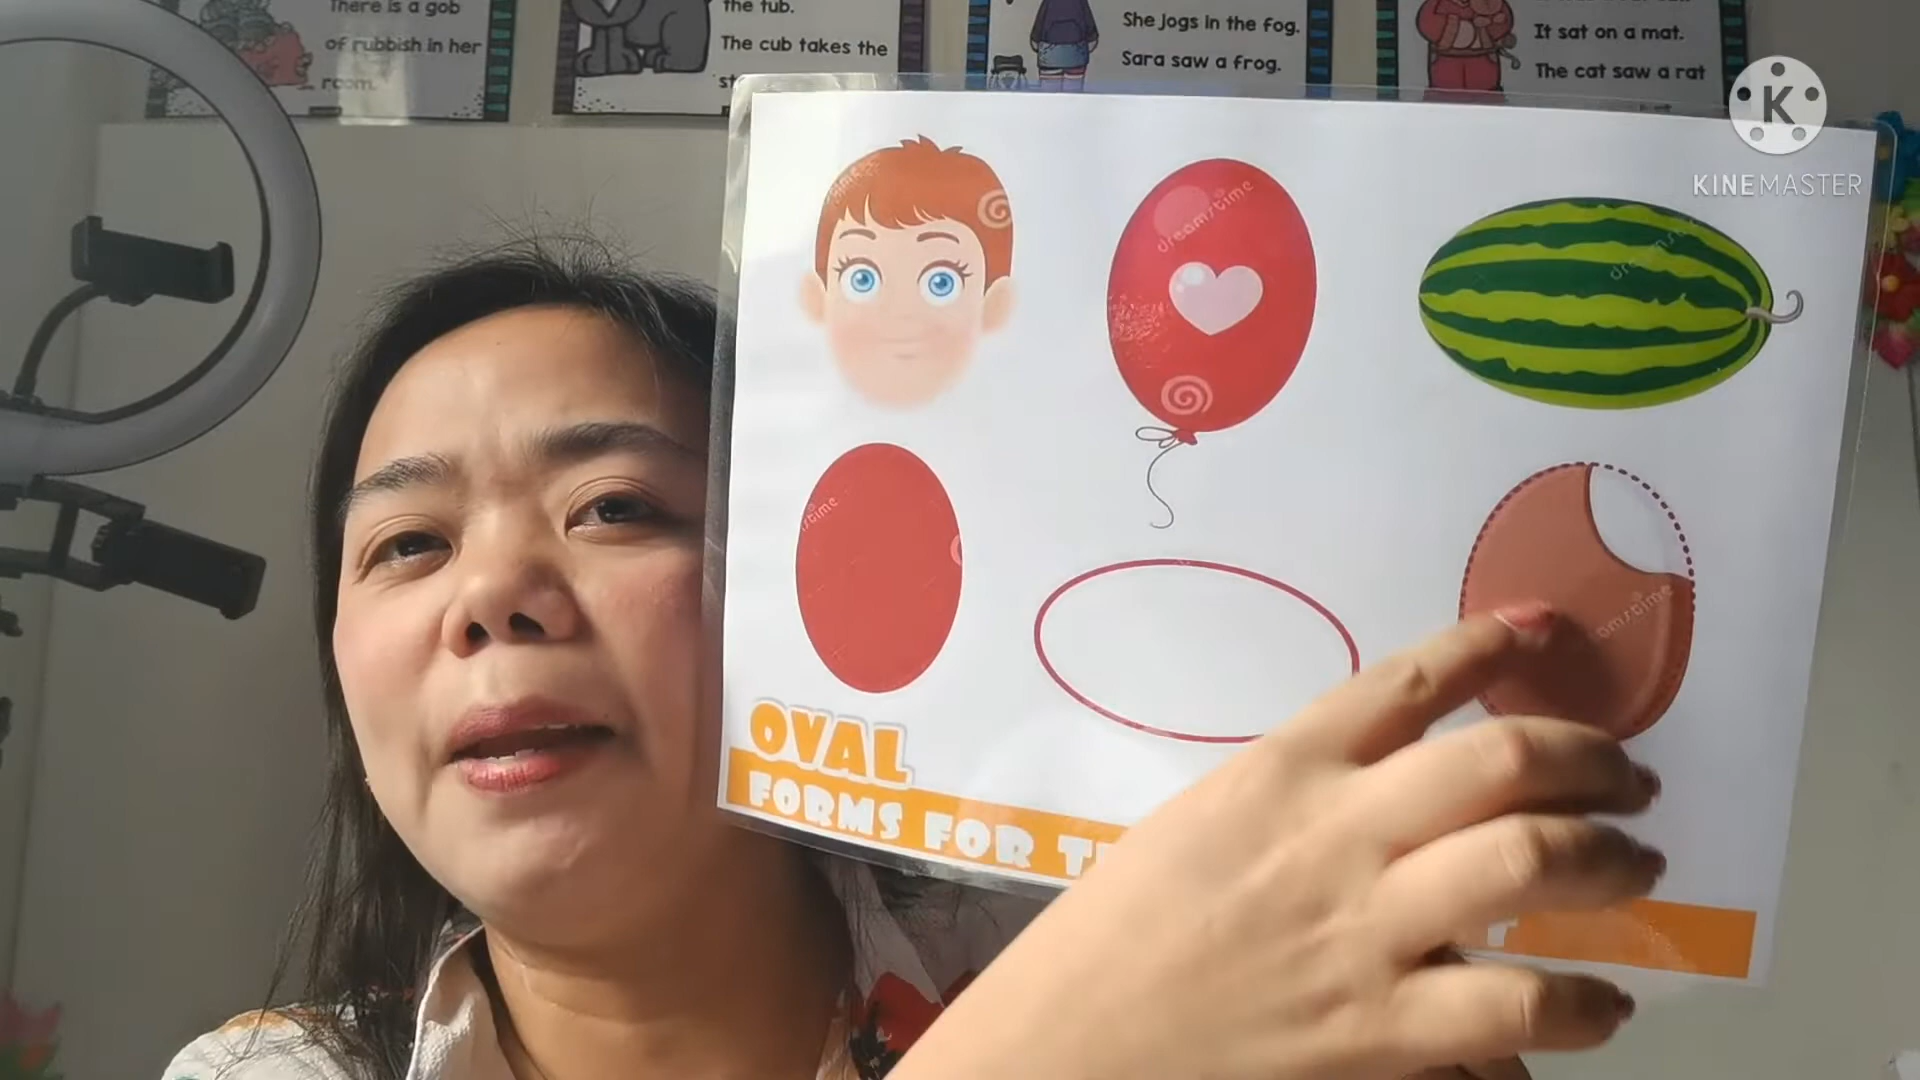 There is a gob
of rubbish in her
room.
the tub.
The cub takes the
She jogs in the fog.
Sara saw a frog.
It sat on a mat.
The cat saw a rat
K
KINEMASTER
dreamstime
OVAL
FORMS FOR